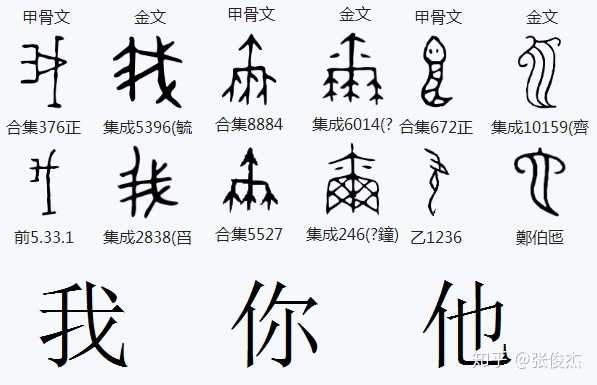 甲骨文 金文 甲骨文 金文 甲骨文 金文
合集376正 集成5396(毓 合集8884 集成6014(? 合集672正 集成10159(齊
前5.33.1 集成2838(曶 合集5527 集成246(?鐘) 乙1236 鄭伯匜
我 你 他
知乎 @张俊杰